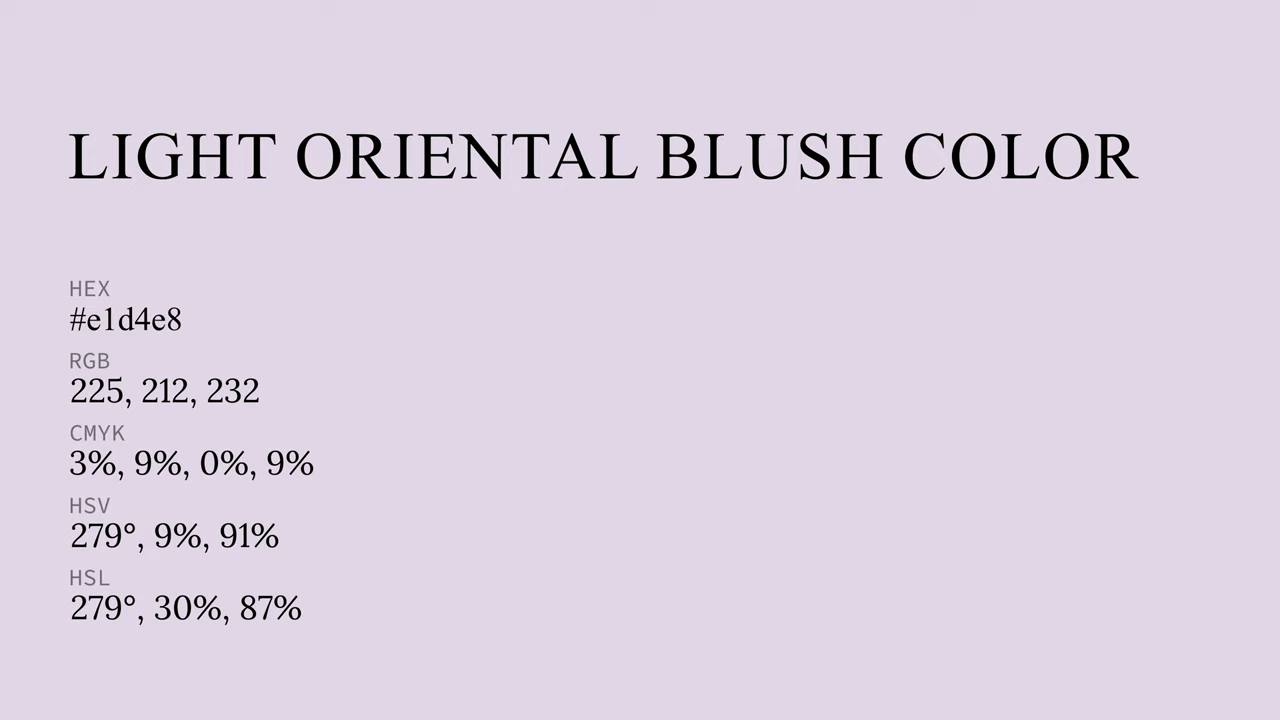 LIGHT ORIENTAL BLUSH COLOR
HEX
#e1d4e8
RGB
225, 212, 232
CMYK
3%, 9%, 0%, 9%
HSV
279°, 9%, 91%
HSL
279°, 30%, 87%